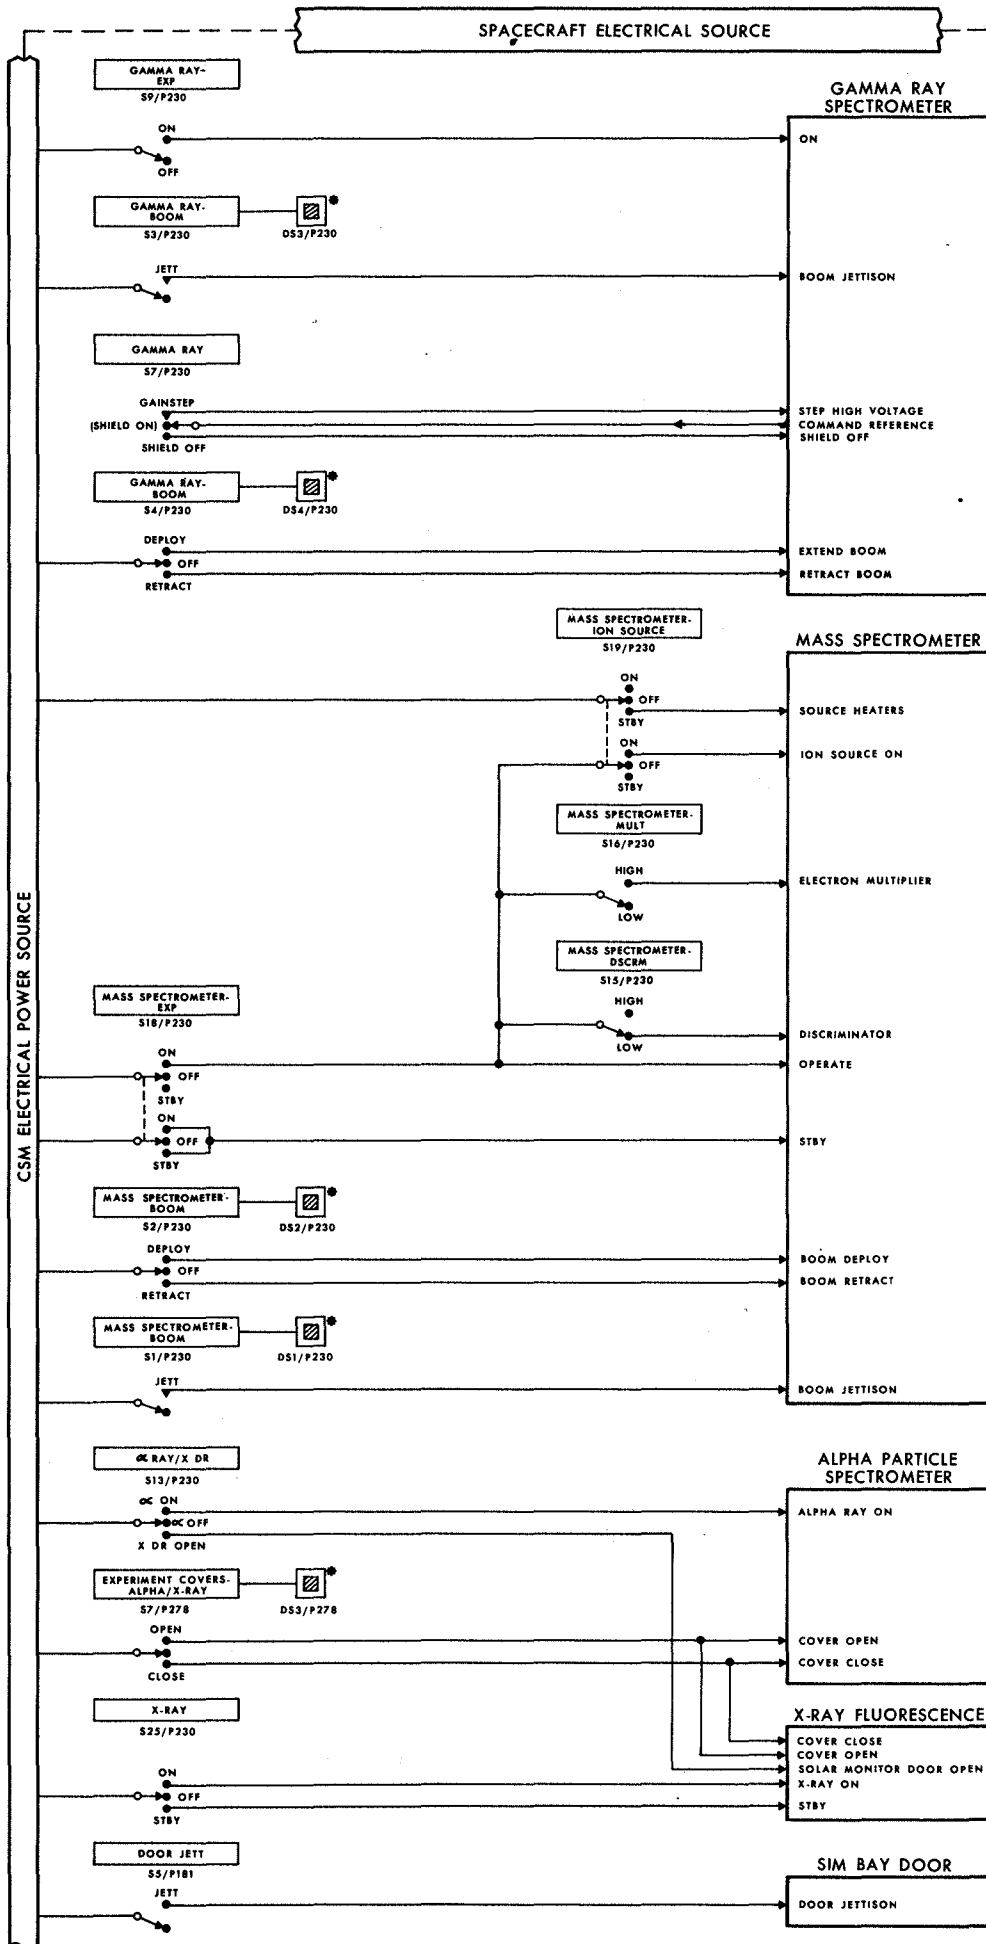 SPACECRAFT ELECTRICAL SOURCE
CSM ELECTRICAL POWER SOURCE
GAMMA RAY-
EXP
S9/P230
ON
OFF
GAMMA RAY
SPECTROMETER
ON
GAMMA RAY-
BOOM
S3/P230
DS3/P230
JETT
BOOM JETTISON
GAMMA RAY
S7/P230
GAINSTEP
(SHIELD ON)
SHIELD OFF
STEP HIGH VOLTAGE
COMMAND REFERENCE
SHIELD OFF
GAMMA RAY-
BOOM
S4/P230
DS4/P230
DEPLOY
OFF
RETRACT
EXTEND BOOM
RETRACT BOOM
MASS SPECTROMETER-
ION SOURCE
S19/P230
MASS SPECTROMETER
ON
OFF
STBY
SOURCE HEATERS
ON
OFF
STBY
ION SOURCE ON
MASS SPECTROMETER-
MULT
S16/P230
HIGH
LOW
ELECTRON MULTIPLIER
MASS SPECTROMETER-
DSCRM
S15/P230
HIGH
LOW
DISCRIMINATOR
MASS SPECTROMETER-
EXP
S18/P230
ON
OFF
STBY
OPERATE
ON
OFF
STBY
STBY
MASS SPECTROMETER-
BOOM
S2/P230
DS2/P230
DEPLOY
OFF
RETRACT
BOOM DEPLOY
BOOM RETRACT
MASS SPECTROMETER-
BOOM
S1/P230
DS1/P230
JETT
BOOM JETTISON
α RAY/X DR
S13/P230
α ON
α OFF
X DR OPEN
ALPHA PARTICLE
SPECTROMETER
ALPHA RAY ON
EXPERIMENT COVERS-
ALPHA/X-RAY
S7/P278
DS3/P278
OPEN
CLOSE
COVER OPEN
COVER CLOSE
X-RAY
S25/P230
ON
OFF
STBY
X-RAY FLUORESCENCE
COVER CLOSE
COVER OPEN
SOLAR MONITOR DOOR OPEN
X-RAY ON
STBY
DOOR JETT
S5/P181
JETT
SIM BAY DOOR
DOOR JETTISON